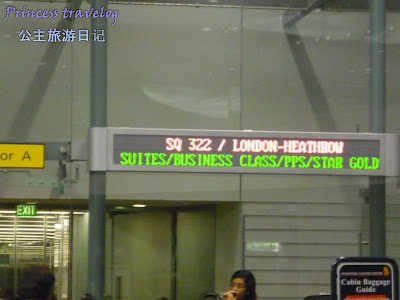 Princess travelog
公主旅游日记
SQ 322 / LONDON-HEATHROW
SUITES/BUSINESS CLASS/PPS/STAR GOLD
or A
EXIT
Cabin Baggage
Guide